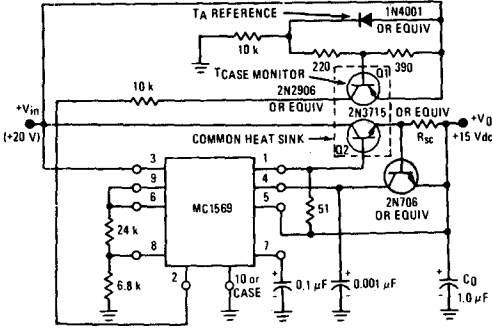 TA REFERENCE
1N4001
OR EQUIV
10 k
220
390
Q1
TCASE MONITOR
10 k
2N2906
OR EQUIV
+Vin
(+20 V)
2N3715
OR EQUIV
+VO
RSC
+15 Vdc
COMMON HEAT SINK
Q2
3
1
9
4
2N706
OR EQUIV
6
MC1569
5
51
24 k
8
7
2
10 or
CASE
6.8 k
+
0.1 µF
+
0.001 µF
+
CO
1.0 µF
−
−
−